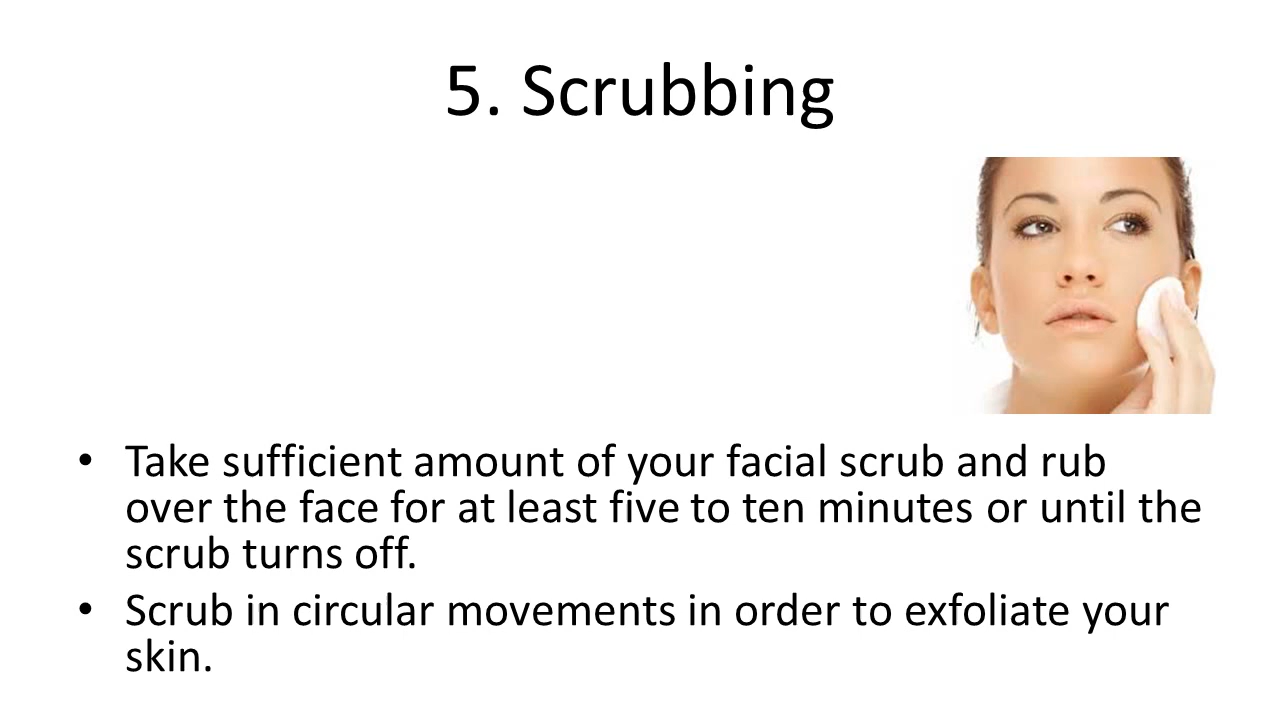 5. Scrubbing
• Take sufficient amount of your facial scrub and rub
over the face for at least five to ten minutes or until the
scrub turns off.
• Scrub in circular movements in order to exfoliate your
skin.